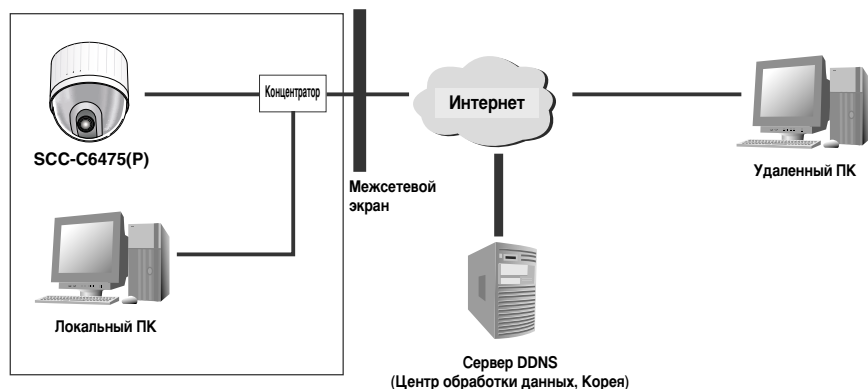 Концентратор
Интернет
SCC-C6475(P)
Удаленный ПК
Межсетевой
экран
Локальный ПК
Сервер DDNS
(Центр обработки данных, Корея)